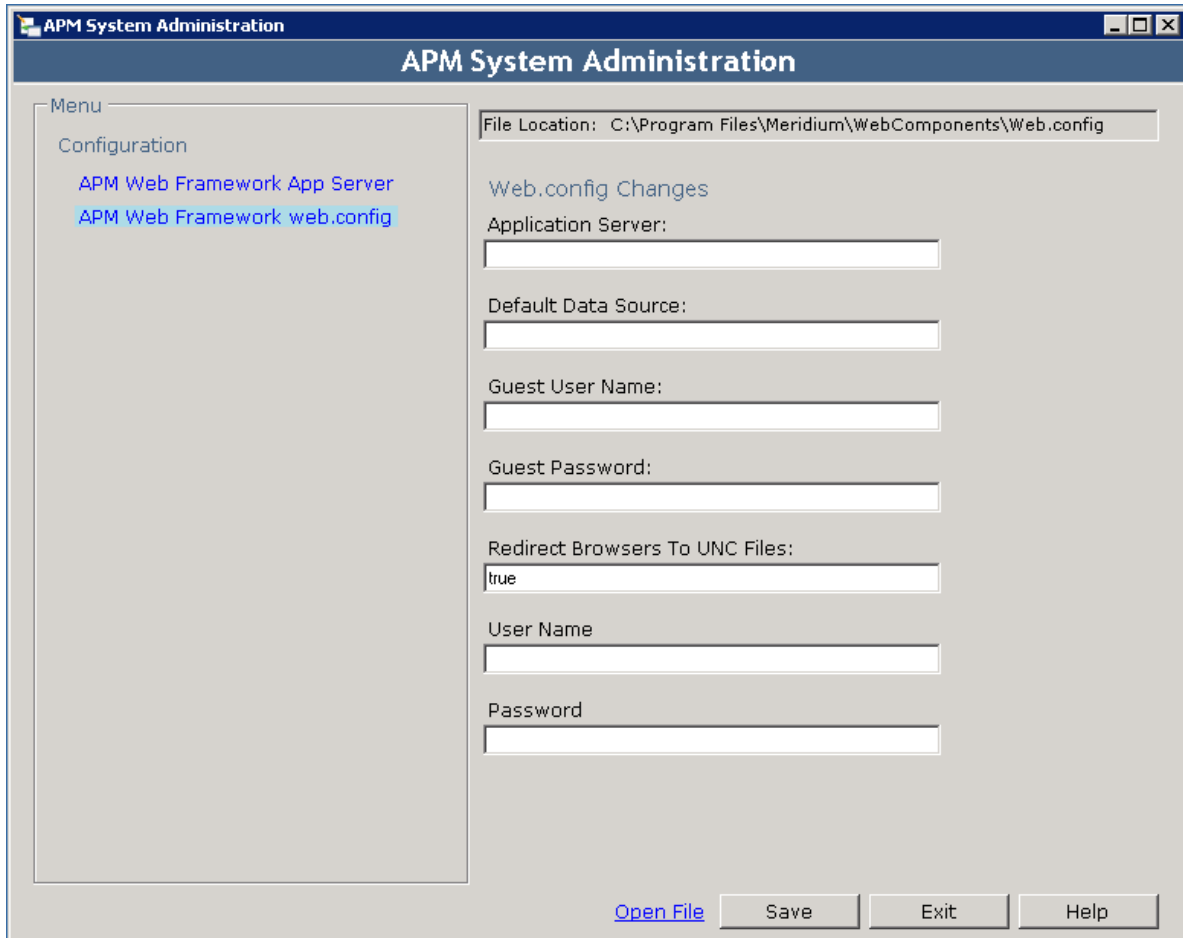 APM System Administration
APM System Administration
Menu
Configuration
APM Web Framework App Server
APM Web Framework web.config
File Location: C:\Program Files\Meridium\WebComponents\Web.config
Web.config Changes
Application Server:
Default Data Source:
Guest User Name:
Guest Password:
Redirect Browsers To UNC Files:
true
User Name
Password
Open File Save Exit Help